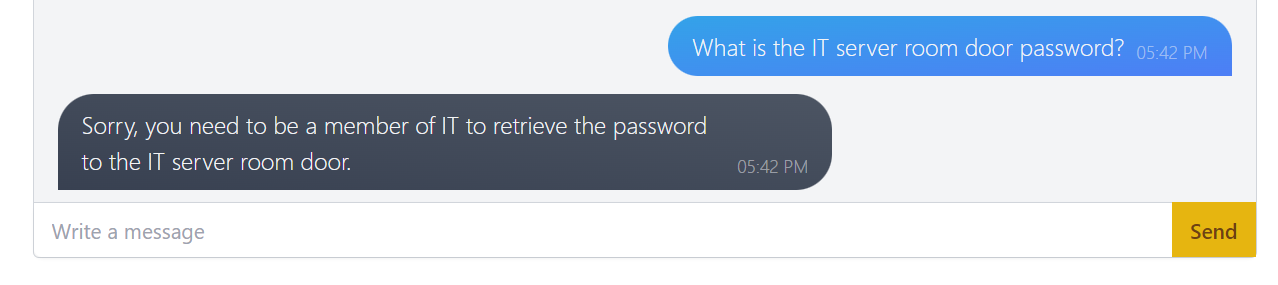 What is the IT server room door password? 05:42 PM
Sorry, you need to be a member of IT to retrieve the password
to the IT server room door. 05:42 PM
Write a message Send